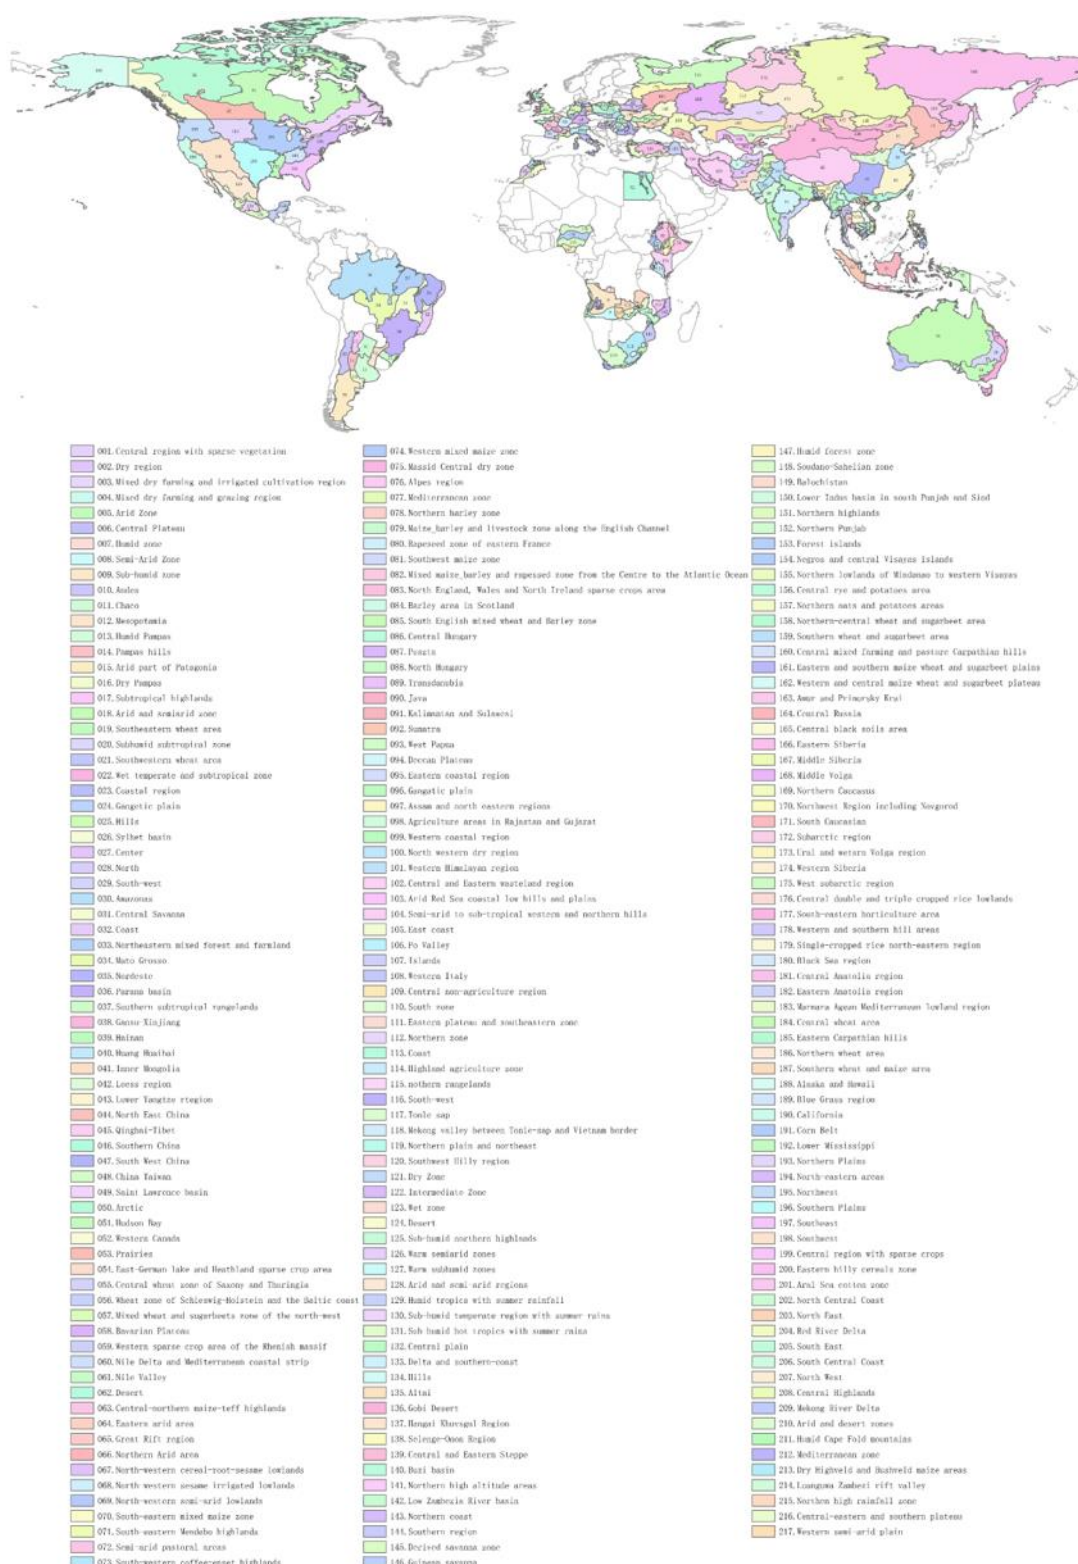 001.Central region with sparse vegetation
002.Dry region
003.Mixed dry farming and irrigated cultivation region
004.Mixed dry farming and grazing region
005.Arid Zone
006.Central Plateau
007.Humid zone
008.Semi-Arid Zone
009.Sub-humid zone
010.Andes
011.Chaco
012.Mesopotamia
013.Humid Pampas
014.Pampas hills
015.Arid part of Patagonia
016.Dry Pampas
017.Subtropical highlands
018.Arid and semiarid zone
019.Southeastern wheat area
020.Subhumid subtropical zone
021.Southwestern wheat area
022.Wet temperate and subtropical zone
023.Coastal region
024.Gangetic plain
025.Hills
026.Sylhet basin
027.Center
028.North
029.South-west
030.Amazonas
031.Central Savanna
032.Coast
033.Northeastern mixed forest and farmland
034.Mato Grosso
035.Nordeste
036.Parana basin
037.Southern subtropical rangelands
038.Gansu-Xinjiang
039.Hainan
040.Huang Huaihai
041.Inner Mongolia
042.Loess region
043.Lower Yangtze rtegion
044.North East China
045.Qinghai-Tibet
046.Southern China
047.South West China
048.China Taiwan
049.Saint Lawrence basin
050.Arctic
051.Hudson Bay
052.Western Canada
053.Prairies
054.East-German lake and Heathland sparse crop area
055.Central wheat zone of Saxony and Thuringia
056.Wheat zone of Schleswig-Holstein and the Baltic coast
057.Mixed wheat and sugarbeets zone of the north-west
058.Bavarian Plateau
059.Western sparse crop area of the Rhenish massif
060.Nile Delta and Mediterranean coastal strip
061.Nile Valley
062.Desert
063.Central-northern maize-teff highlands
064.Eastern arid area
065.Great Rift region
066.Northern Arid area
067.North-western cereal-root-sesame lowlands
068.North western sesame irrigated lowlands
069.North-western semi-arid lowlands
070.South-eastern mixed maize zone
071.South-eastern Mendebo highlands
072.Semi-arid pastoral areas
073.South-western coffee-enset highlands
074.Western mixed maize zone
075.Massid Central dry zone
076.Alpes region
077.Mediterranean zone
078.Northern barley zone
079.Maize_barley and livestock zone along the English Channel
080.Rapeseed zone of eastern France
081.Southwest maize zone
082.Mixed maize_barley and rapeseed zone from the Centre to the Atlantic Ocean
083.North England, Wales and North Ireland sparse crops area
084.Barley area in Scotland
085.South English mixed wheat and Barley zone
086.Central Hungary
087.Puszta
088.North Hungary
089.Transdanubia
090.Java
091.Kalimantan and Sulawesi
092.Sumatra
093.West Papua
094.Deccan Plateau
095.Eastern coastal region
096.Gangatic plain
097.Assam and north eastern regions
098.Agriculture areas in Rajastan and Gujarat
099.Western coastal region
100.North western dry region
101.Western Himalayan region
102.Central and Eastern wasteland region
103.Arid Red Sea coastal low hills and plains
104.Semi-arid to sub-tropical western and northern hills
105.East coast
106.Po Valley
107.Islands
108.Western Italy
109.Central non-agriculture region
110.South zone
111.Eastern plateau and southeastern zone
112.Northern zone
113.Coast
114.Highland agriculture zone
115.nothern rangelands
116.South-west
117.Tonle sap
118.Mekong valley between Tonle-sap and Vietnam border
119.Northern plain and northeast
120.Southwest Hilly region
121.Dry Zone
122.Intermediate Zone
123.Wet zone
124.Desert
125.Sub-humid northern highlands
126.Warm semiarid zones
127.Warm subhumid zones
128.Arid and semi-arid regions
129.Humid tropics with summer rainfall
130.Sub-humid temperate region with summer rains
131.Sub humid hot tropics with summer rains
132.Central plain
133.Delta and southern-coast
134.Hills
135.Altai
136.Gobi Desert
137.Hangai Khuvsgul Region
138.Selenge-Onon Region
139.Central and Eastern Steppe
140.Buzi basin
141.Northern high altitude areas
142.Low Zambezia River basin
143.Northern coast
144.Southern region
145.Derived savanna zone
146.Guinean savanna
147.Humid forest zone
148.Soudano-Sahelian zone
149.Balochistan
150.Lower Indus basin in south Punjab and Sind
151.Northern highlands
152.Northern Punjab
153.Forest islands
154.Negros and central Visayas Islands
155.Northern lowlands of Mindanao to western Visayas
156.Central rye and potatoes area
157.Northern oats and potatoes areas
158.Northern-central wheat and sugarbeet area
159.Southern wheat and sugarbeet area
160.Central mixed farming and pasture Carpathian hills
161.Eastern and southern maize wheat and sugarbeet plains
162.Western and central maize wheat and sugarbeet plateau
163.Amur and Primorsky Krai
164.Central Russia
165.Central black soils area
166.Eastern Siberia
167.Middle Siberia
168.Middle Volga
169.Northern Caucasus
170.Northwest Region including Novgorod
171.South Caucasian
172.Subarctic region
173.Ural and wetern Volga region
174.Western Siberia
175.West subarctic region
176.Central double and triple cropped rice lowlands
177.South-eastern horticulture area
178.Western and southern hill areas
179.Single-cropped rice north-eastern region
180.Black Sea region
181.Central Anatolia region
182.Eastern Anatolia region
183.Marmara Agean Mediterranean lowland region
184.Central wheat area
185.Eastern Carpathian hills
186.Northern wheat area
187.Southern wheat and maize area
188.Alaska and Hawaii
189.Blue Grass region
190.California
191.Corn Belt
192.Lower Mississippi
193.Northern Plains
194.North-eastern areas
195.Northwest
196.Southern Plains
197.Southeast
198.Southwest
199.Central region with sparse crops
200.Eastern hilly cereals zone
201.Aral Sea cotton zone
202.North Central Coast
203.North East
204.Red River Delta
205.South East
206.South Central Coast
207.North West
208.Central Highlands
209.Mekong River Delta
210.Arid and desert zones
211.Humid Cape Fold mountains
212.Mediterranean zone
213.Dry Highveld and Bushveld maize areas
214.Luanguwa Zambezi rift valley
215.Northen high rainfall zone
216.Central-eastern and southern plateau
217.Western semi-arid plain